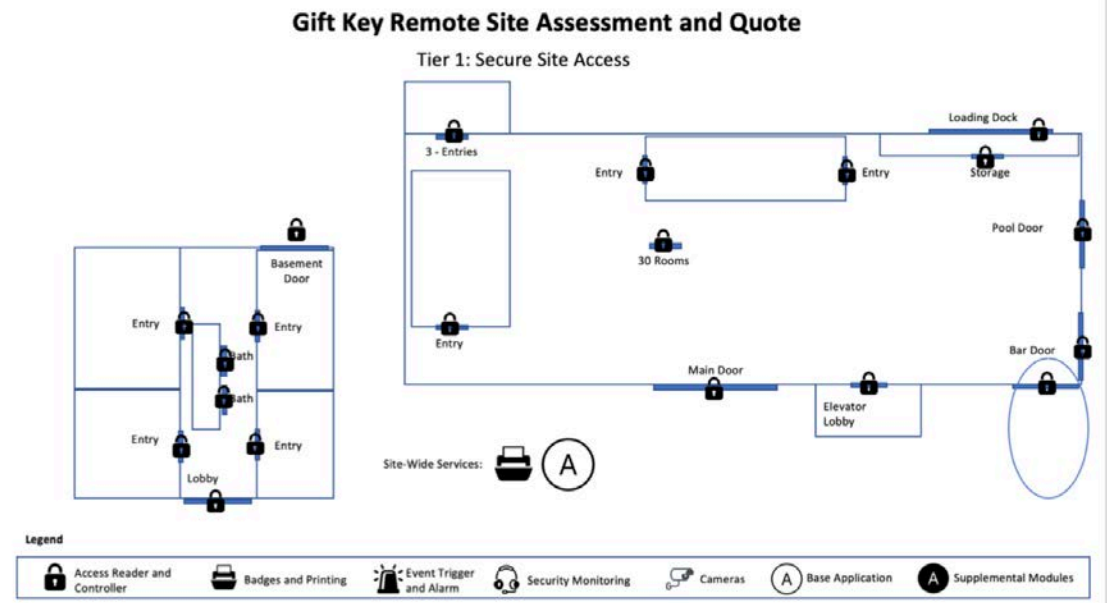 Gift Key Remote Site Assessment and Quote
Tier 1: Secure Site Access
Loading Dock
3 - Entries
Entry
Entry
Storage
Pool Door
30 Rooms
Basement
Door
Entry
Entry
Bath
Bath
Entry
Bar Door
Main Door
Elevator
Lobby
Entry
Entry
Lobby
Site-Wide Services:
A
Legend
Access Reader and
Controller
Badges and Printing
Event Trigger
and Alarm
Security Monitoring
Cameras
A
Base Application
A
Supplemental Modules